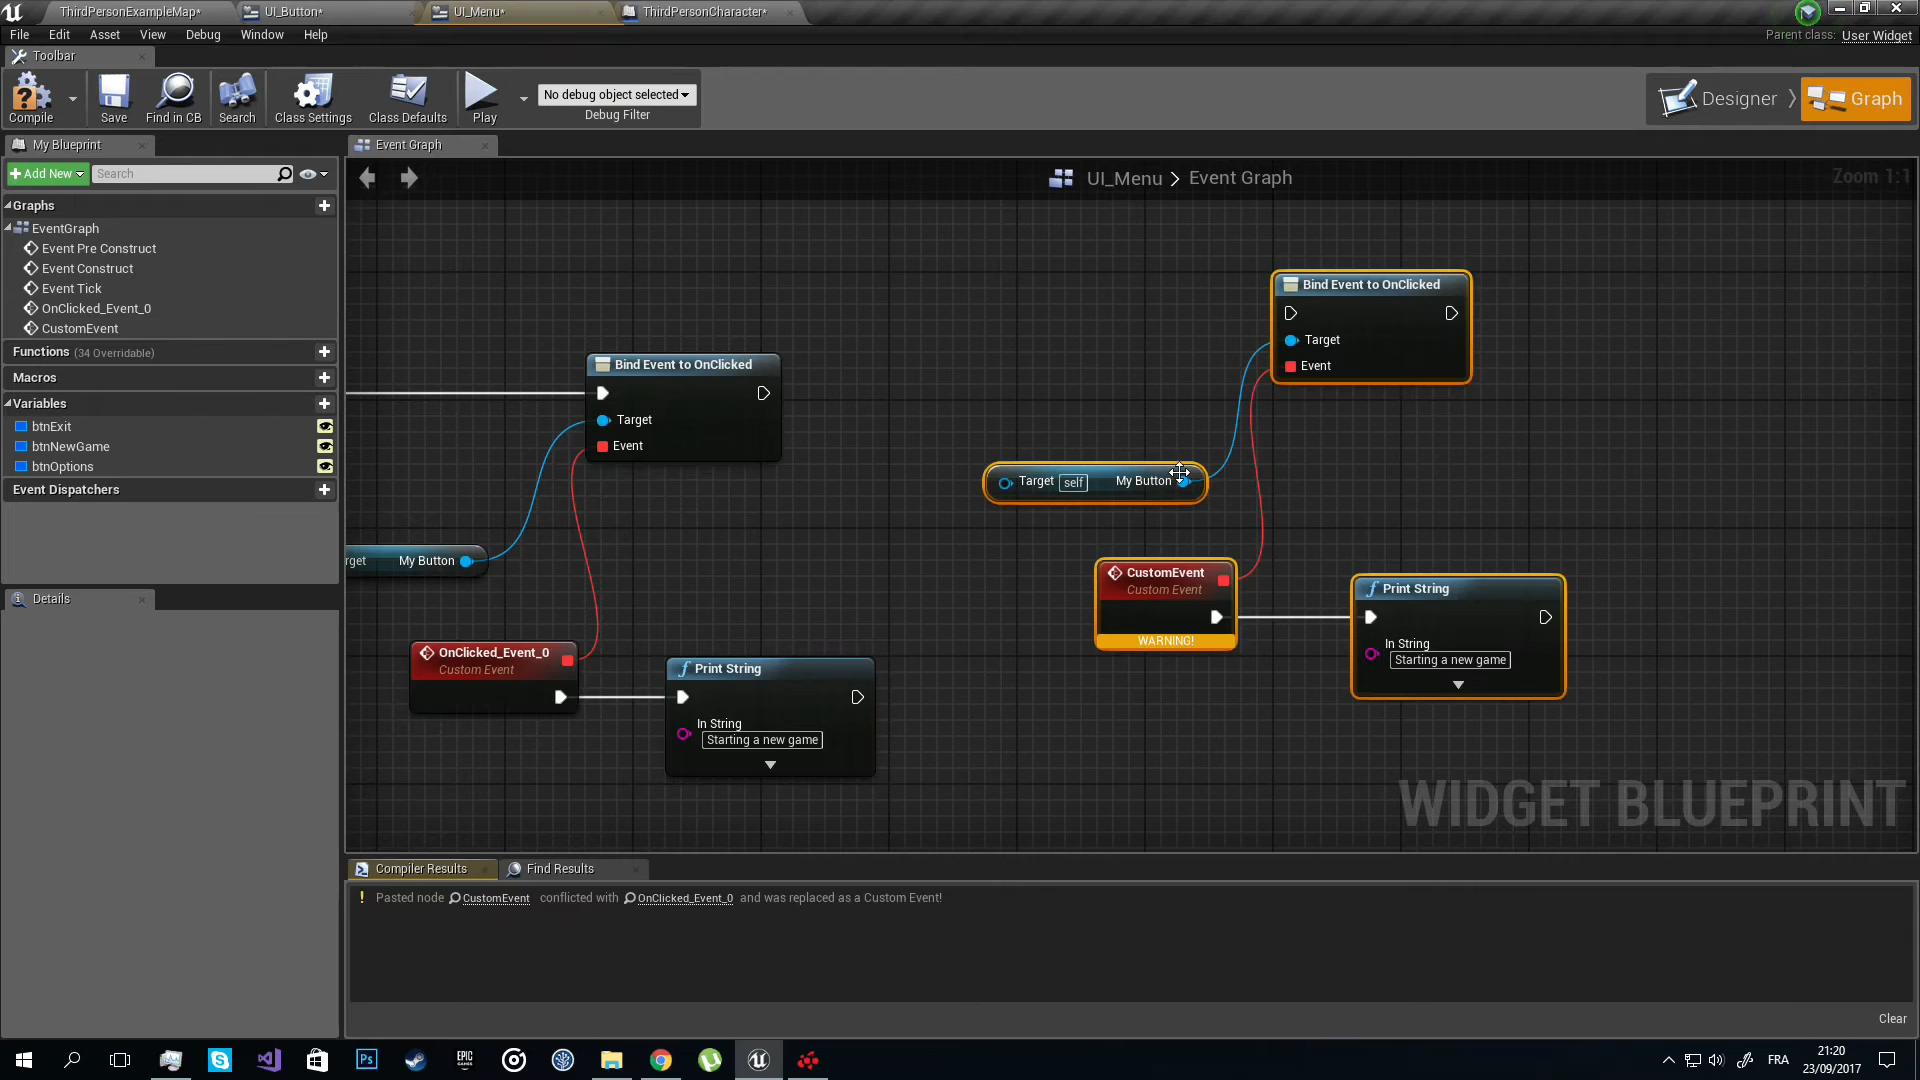 ThirdPersonExampleMap*
UI_Button*
UI_Menu*
ThirdPersonCharacter*
File Edit Asset View Debug Window Help
Parent class: User Widget
Toolbar
Compile
Save
Find in CB
Search
Class Settings
Class Defaults
Play
No debug object selected
Debug Filter
Designer
Graph
My Blueprint
Event Graph
Add New
Search
UI_Menu > Event Graph
Zoom 1:1
Graphs
EventGraph
Event Pre Construct
Event Construct
Event Tick
OnClicked_Event_0
CustomEvent
Functions (34 Overridable)
Macros
Variables
btnExit
btnNewGame
btnOptions
Event Dispatchers
Details
Bind Event to OnClicked
Target
Event
rget My Button
OnClicked_Event_0
Custom Event
Print String
In String
Starting a new game
Bind Event to OnClicked
Target
Event
Target self My Button
CustomEvent
Custom Event
WARNING!
Print String
In String
Starting a new game
WIDGET BLUEPRINT
Compiler Results
Find Results
! Pasted node CustomEvent conflicted with OnClicked_Event_0 and was replaced as a Custom Event!
Clear
Ps
EPIC
GAMES
FRA
21:20
23/09/2017